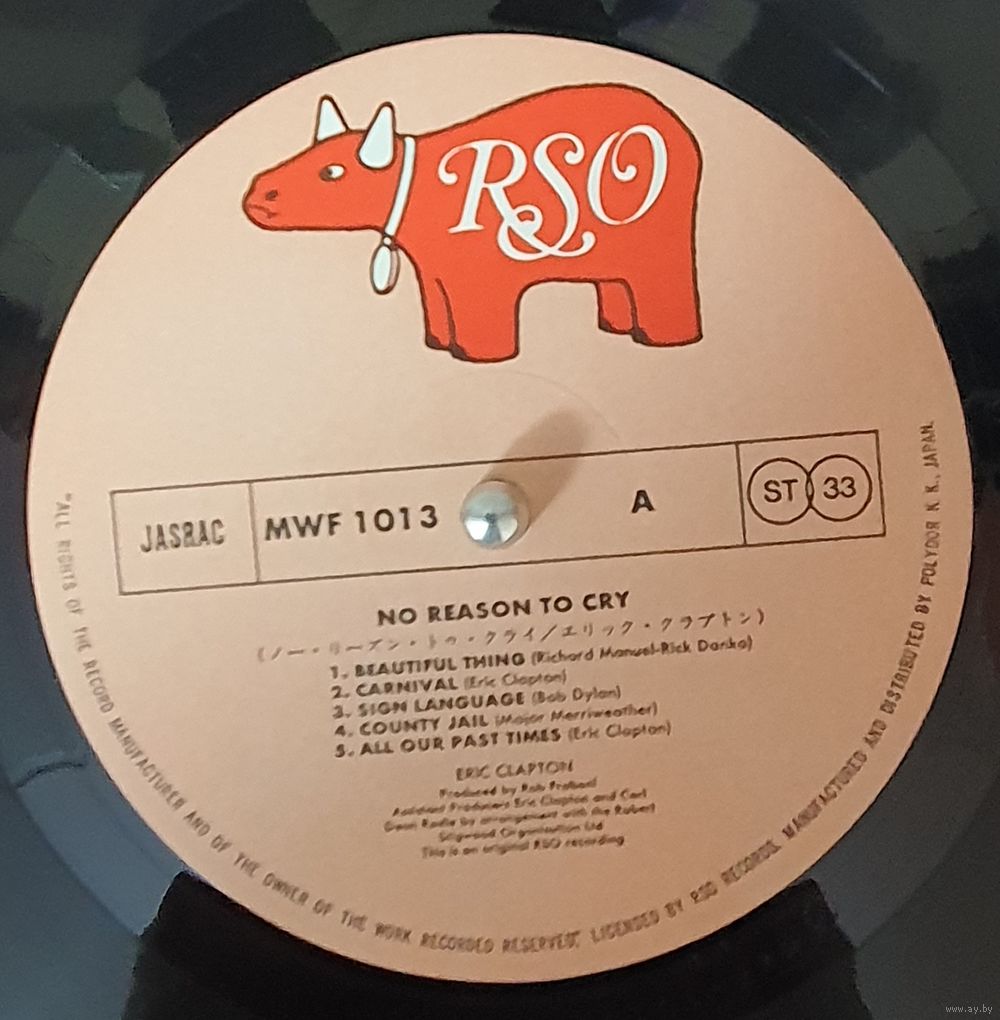 RSO
JASRAC
MWF 1013
A
ST 33
NO REASON TO CRY
(ノー・リーズン・トゥ・クライ/エリック・クラプトン)
1. BEAUTIFUL THING (Richard Manuel-Rick Danko)
2. CARNIVAL (Eric Clapton)
3. SIGN LANGUAGE (Bob Dylan)
4. COUNTY JAIL (Major Merriweather)
5. ALL OUR PAST TIMES (Eric Clapton)
ERIC CLAPTON
Produced by Rob Fraboni
Assistant Producers Eric Clapton and Carl
Dean Radle by arrangement with the Robert
Stigwood Organisation Ltd
This is an original RSO recording
"ALL RIGHTS OF THE RECORD MANUFACTURER AND OF THE OWNER OF THE WORK RECORDED RESERVED". LICENSED BY RSO RECORDS. MANUFACTURED AND DISTRIBUTED BY POLYDOR K K., JAPAN.
www.ay.by